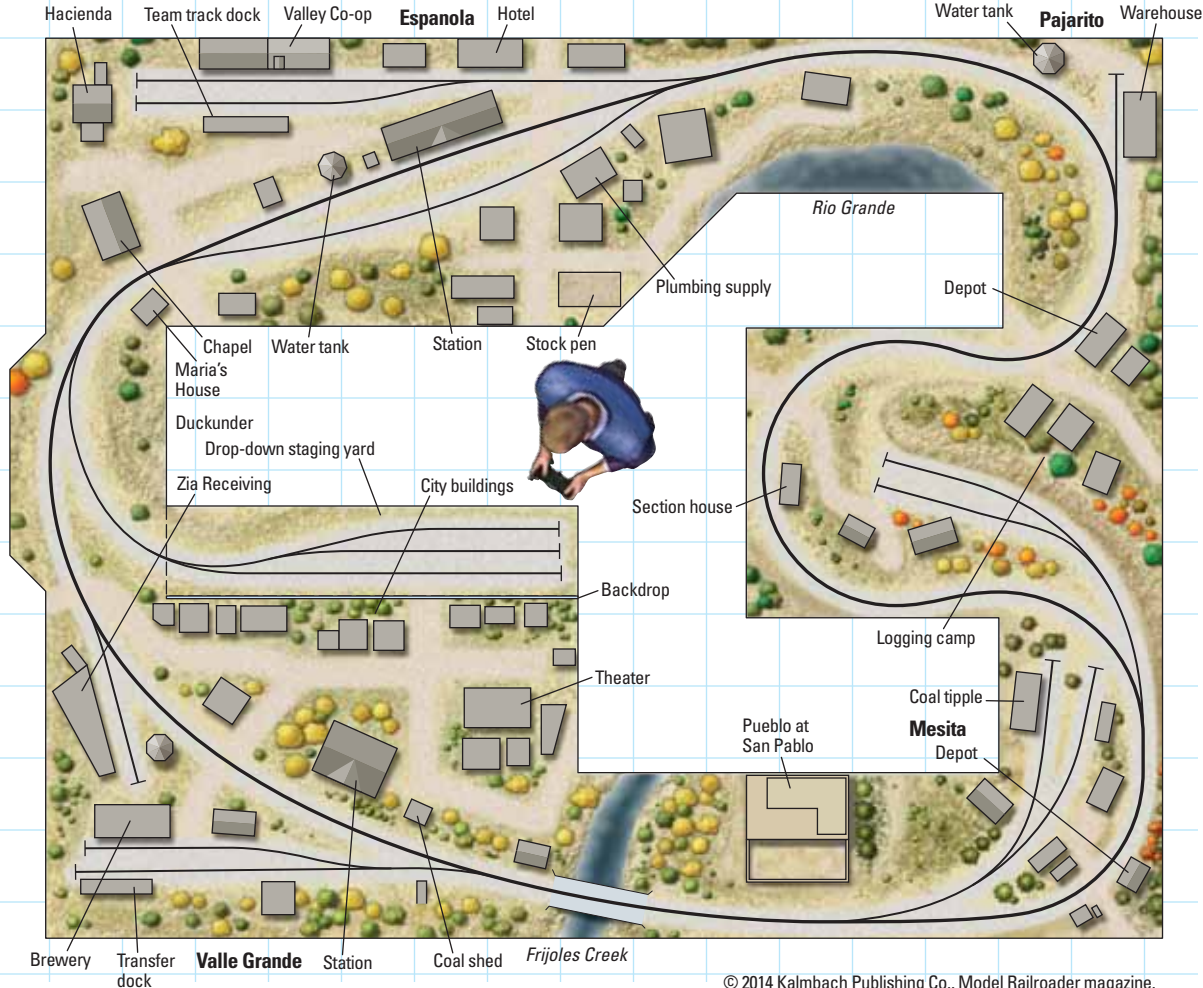 Hacienda
Team track dock
Valley Co-op
Espanola
Hotel
Water tank
Pajarito
Warehouse
Rio Grande
Plumbing supply
Depot
Chapel
Water tank
Station
Stock pen
Maria's
House
Duckunder
Drop-down staging yard
Zia Receiving
City buildings
Section house
Backdrop
Logging camp
Theater
Coal tipple
Pueblo at
San Pablo
Mesita
Depot
Brewery
Transfer
dock
Valle Grande
Station
Coal shed
Frijoles Creek
© 2014 Kalmbach Publishing Co., Model Railroader magazine.